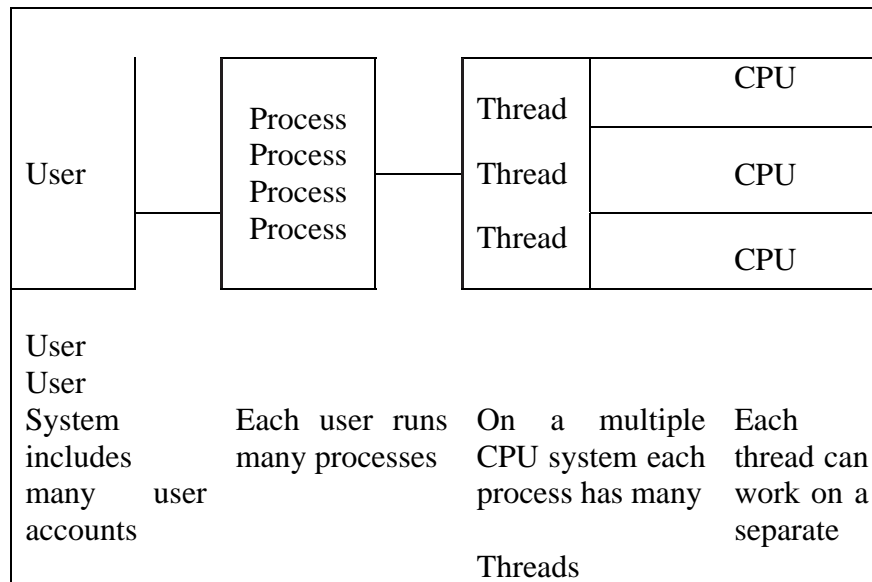 User
Process
Process
Process
Process
Thread
Thread
Thread
CPU
CPU
CPU
User
User
System
includes
many user
accounts
Each user runs
many processes
On a multiple
CPU system each
process has many
Threads
Each
thread can
work on a
separate